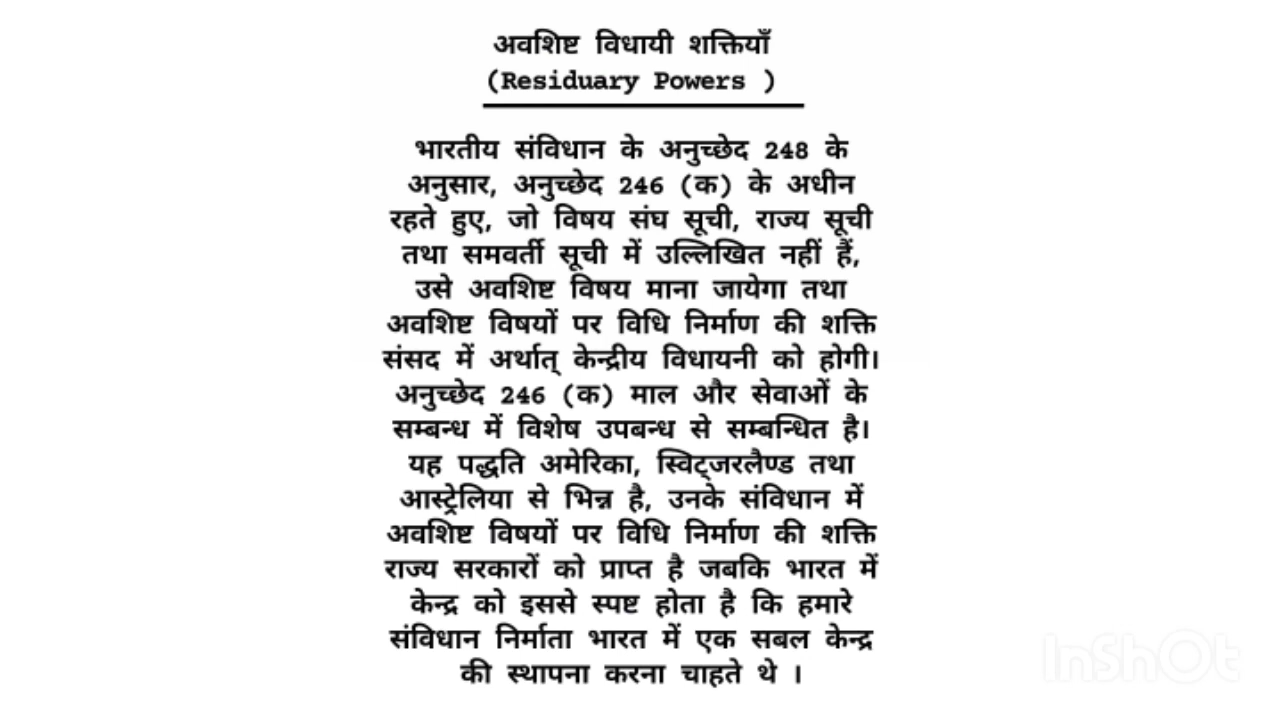 अवशिष्ट विधायी शक्तियाँ
(Residuary Powers )
भारतीय संविधान के अनुच्छेद 248 के
अनुसार, अनुच्छेद 246 (क) के अधीन
रहते हुए, जो विषय संघ सूची, राज्य सूची
तथा समवर्ती सूची में उल्लिखित नहीं हैं,
उसे अवशिष्ट विषय माना जायेगा तथा
अवशिष्ट विषयों पर विधि निर्माण की शक्ति
संसद में अर्थात् केन्द्रीय विधायनी को होगी।
अनुच्छेद 246 (क) माल और सेवाओं के
सम्बन्ध में विशेष उपबन्ध से सम्बन्धित है।
यह पद्धति अमेरिका, स्विट्जरलैण्ड तथा
आस्ट्रेलिया से भिन्न है, उनके संविधान में
अवशिष्ट विषयों पर विधि निर्माण की शक्ति
राज्य सरकारों को प्राप्त है जबकि भारत में
केन्द्र को इससे स्पष्ट होता है कि हमारे
संविधान निर्माता भारत में एक सबल केन्द्र
की स्थापना करना चाहते थे ।
InShOt